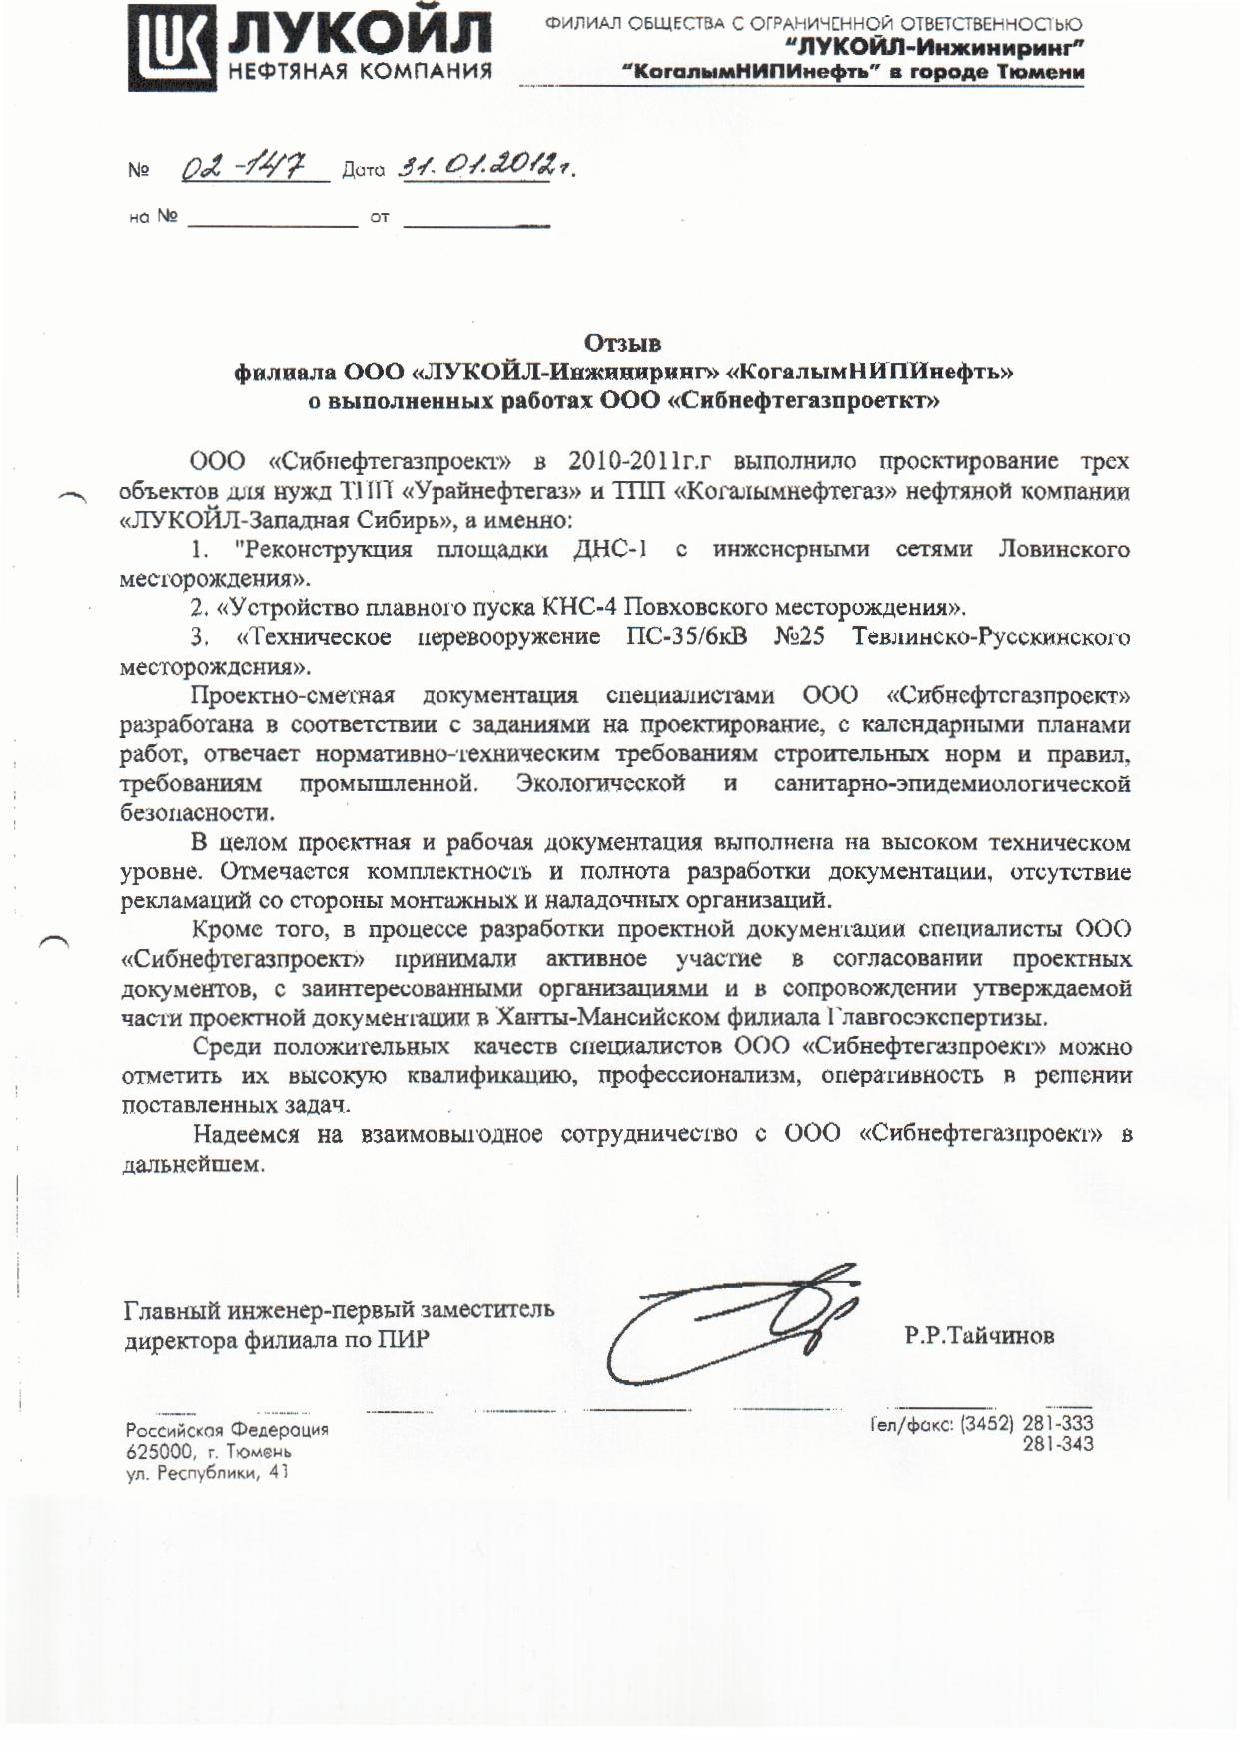 ЛУКОЙЛ
НЕФТЯНАЯ КОМПАНИЯ
ФИЛИАЛ ОБЩЕСТВА С ОГРАНИЧЕННОЙ ОТВЕТСТВЕННОСТЬЮ
"ЛУКОЙЛ-Инжиниринг"
"КогалымНИПИнефть" в городе Тюмени
№ 02-147 Дата 31.01.2012г.
на № от
Отзыв
филиала ООО «ЛУКОЙЛ-Инжиниринг» «КогалымНИПИнефть»
о выполненных работах ООО «Сибнефтегазпроеткт»
ООО «Сибнефтегазпроект» в 2010-2011г.г выполнило проектирование трех
объектов для нужд ТПП «Урайнефтегаз» и ТПП «Когалымнефтегаз» нефтяной компании
«ЛУКОЙЛ-Западная Сибирь», а именно:
1. "Реконструкция площадки ДНС-1 с инженерными сетями Ловинского
месторождения».
2. «Устройство плавного пуска КНС-4 Повховского месторождения».
3. «Техническое перевооружение ПС-35/6кВ №25 Тевлинско-Русскинского
месторождения».
Проектно-сметная документация специалистами ООО «Сибнефтегазпроект»
разработана в соответствии с заданиями на проектирование, с календарными планами
работ, отвечает нормативно-техническим требованиям строительных норм и правил,
требованиям промышленной. Экологической и санитарно-эпидемиологической
безопасности.
В целом проектная и рабочая документация выполнена на высоком техническом
уровне. Отмечается комплектность и полнота разработки документации, отсутствие
рекламаций со стороны монтажных и наладочных организаций.
Кроме того, в процессе разработки проектной документации специалисты ООО
«Сибнефтегазпроект» принимали активное участие в согласовании проектных
документов, с заинтересованными организациями и в сопровождении утверждаемой
части проектной документации в Ханты-Мансийском филиала Главгосэкспертизы.
Среди положительных качеств специалистов ООО «Сибнефтегазпроект» можно
отметить их высокую квалификацию, профессионализм, оперативность в решении
поставленных задач.
Надеемся на взаимовыгодное сотрудничество с ООО «Сибнефтегазпроект» в
дальнейшем.
Главный инженер-первый заместитель
директора филиала по ПИР
Р.Р.Тайчинов
Российская Федерация
625000, г. Тюмень
ул. Республики, 41
Тел/факс: (3452) 281-333
281-343